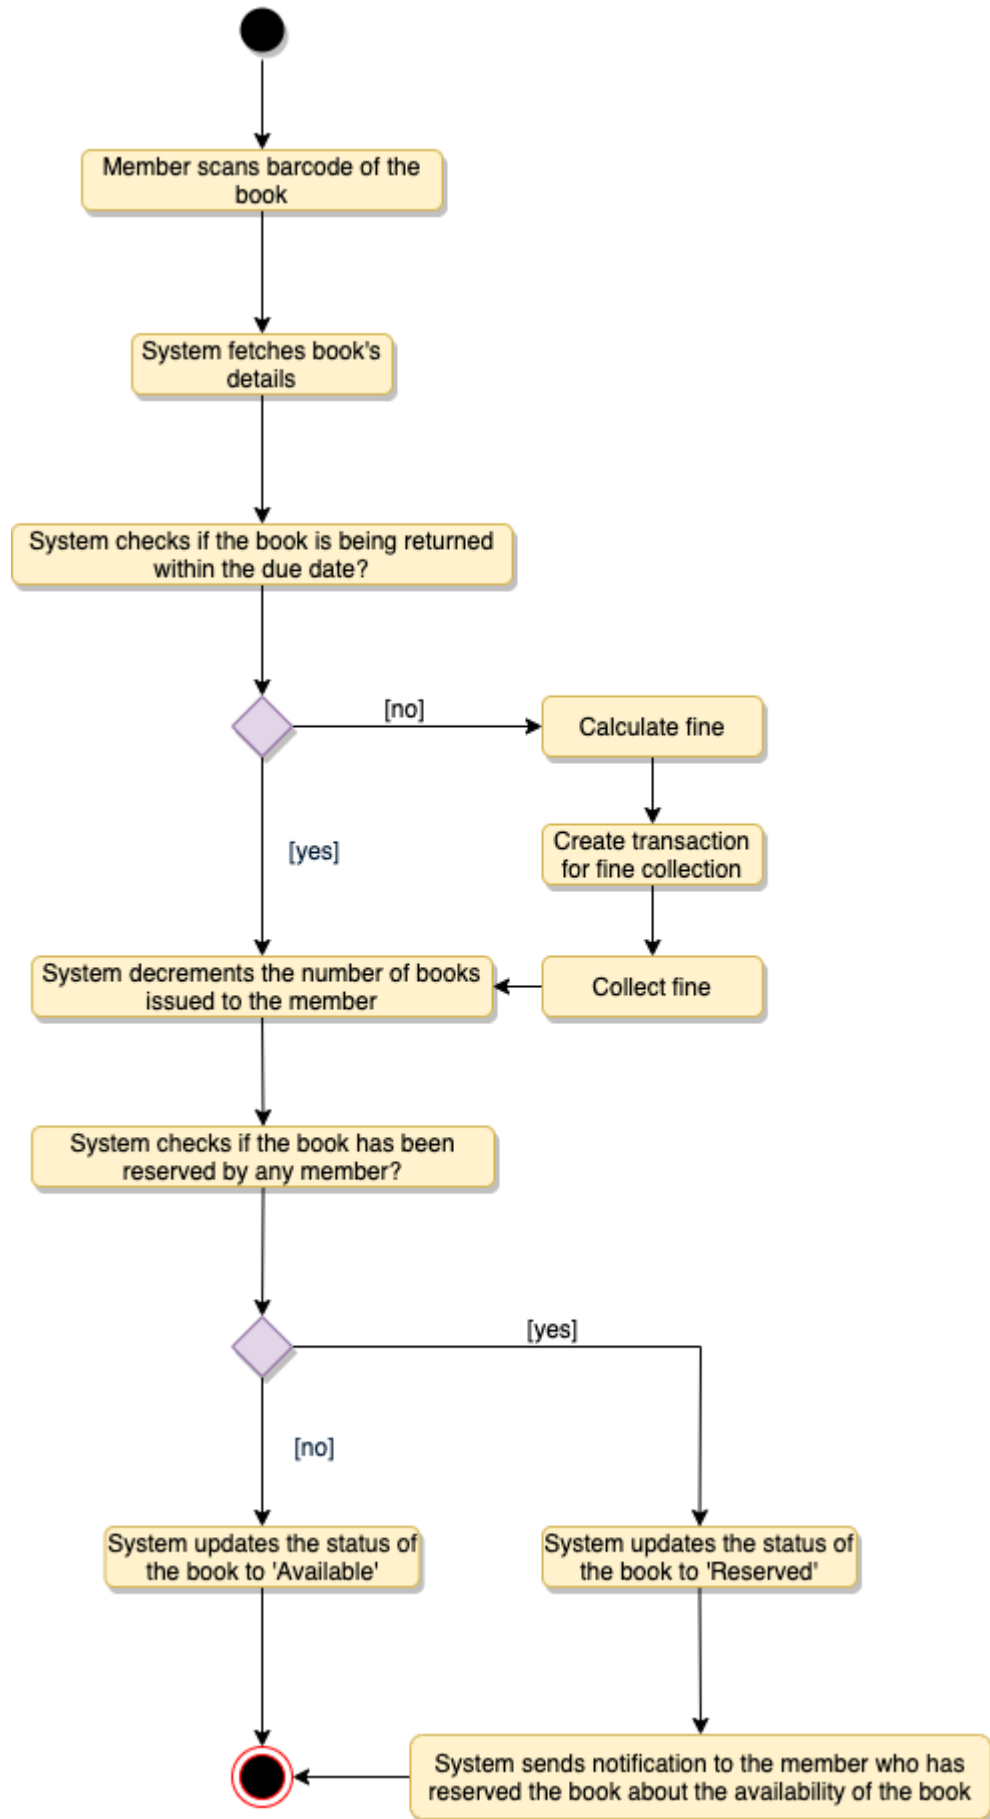 Member scans barcode of the
book
System fetches book's
details
System checks if the book is being returned
within the due date?
[no]
Calculate fine
[yes]
Create transaction
for fine collection
System decrements the number of books
issued to the member
Collect fine
System checks if the book has been
reserved by any member?
[yes]
[no]
System updates the status of
the book to 'Available'
System updates the status of
the book to 'Reserved'
System sends notification to the member who has
reserved the book about the availability of the book